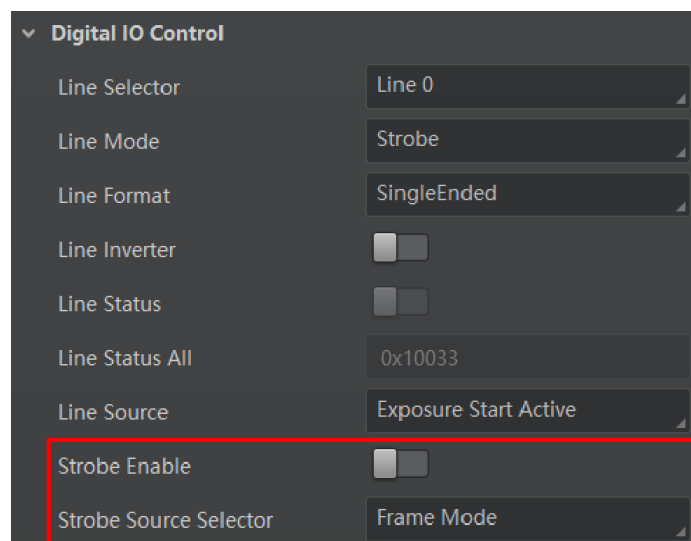 Digital IO Control
Line Selector Line 0
Line Mode Strobe
Line Format SingleEnded
Line Inverter
Line Status
Line Status All 0x10033
Line Source Exposure Start Active
Strobe Enable
Strobe Source Selector Frame Mode